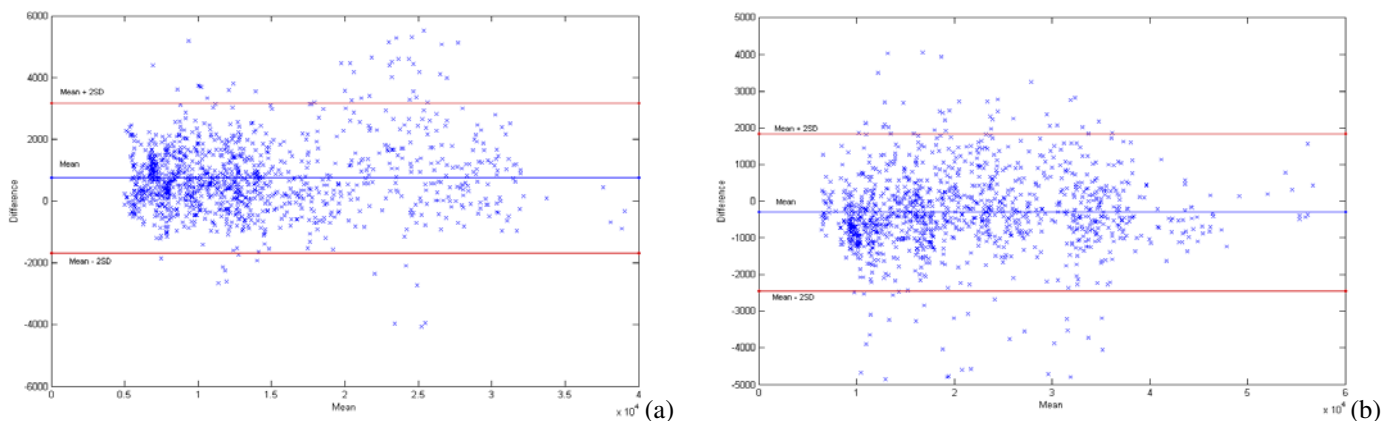 6000
4000
Mean + 2SD
2000
Mean
0
Mean - 2SD
-2000
-4000
-6000
Difference
0 0.5 1 1.5 2 2.5 3 3.5 4
Mean
x 10^4
(a)
5000
4000
3000
2000
Mean + 2SD
1000
0
Mean
-1000
-2000
Mean - 2SD
-3000
-4000
-5000
Difference
0 1 2 3 4 5 6
Mean
x 10^4
(b)